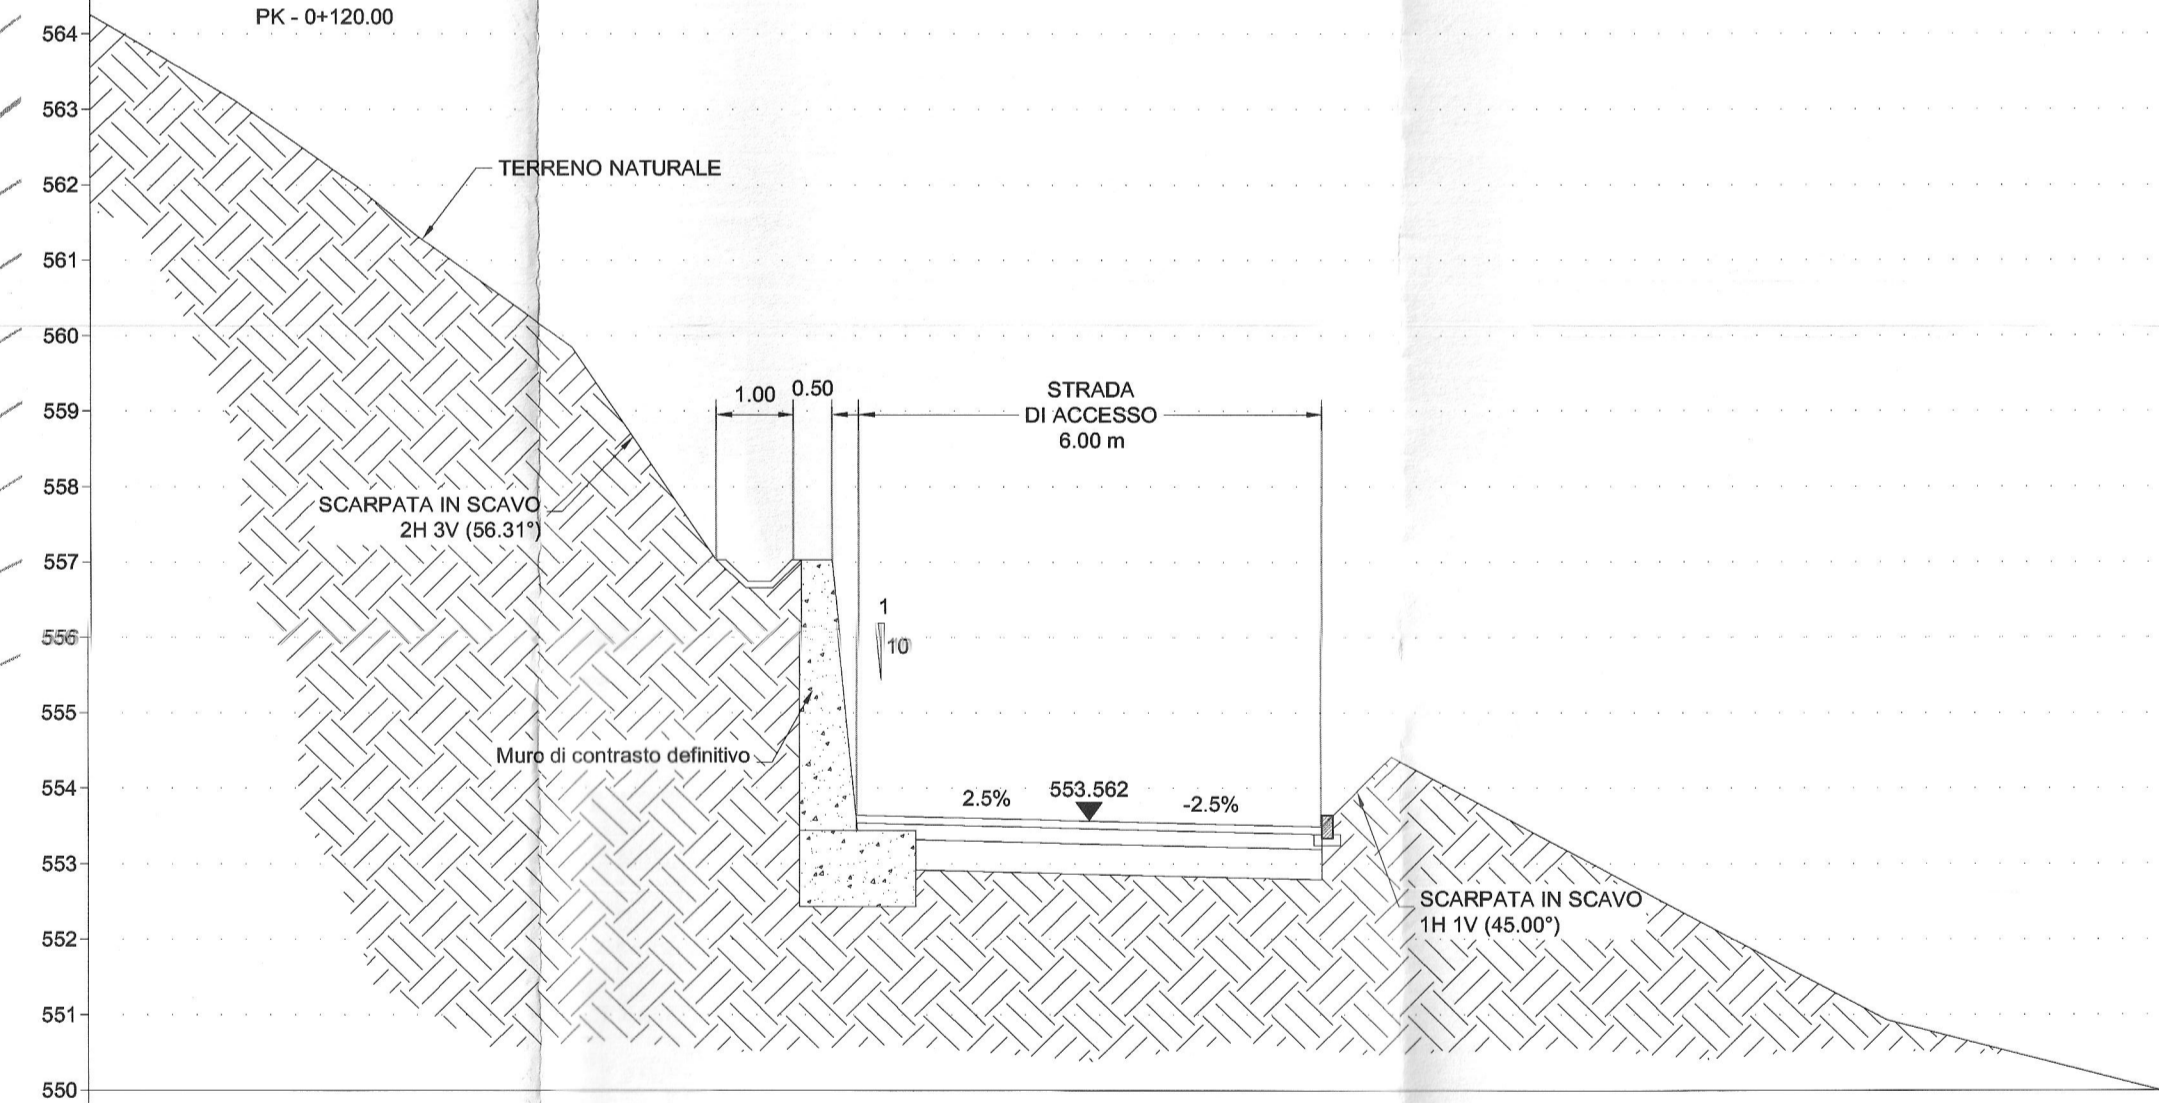 PK - 0+120.00
564
563
TERRENO NATURALE
562
561
560
559
1.00
0.50
STRADA
DI ACCESSO
6.00 m
558
SCARPATA IN SCAVO
2H 3V (56.31°)
557
1
10
556
555
Muro di contrasto definitivo
554
2.5%
553.562
-2.5%
553
SCARPATA IN SCAVO
1H 1V (45.00°)
552
551
550